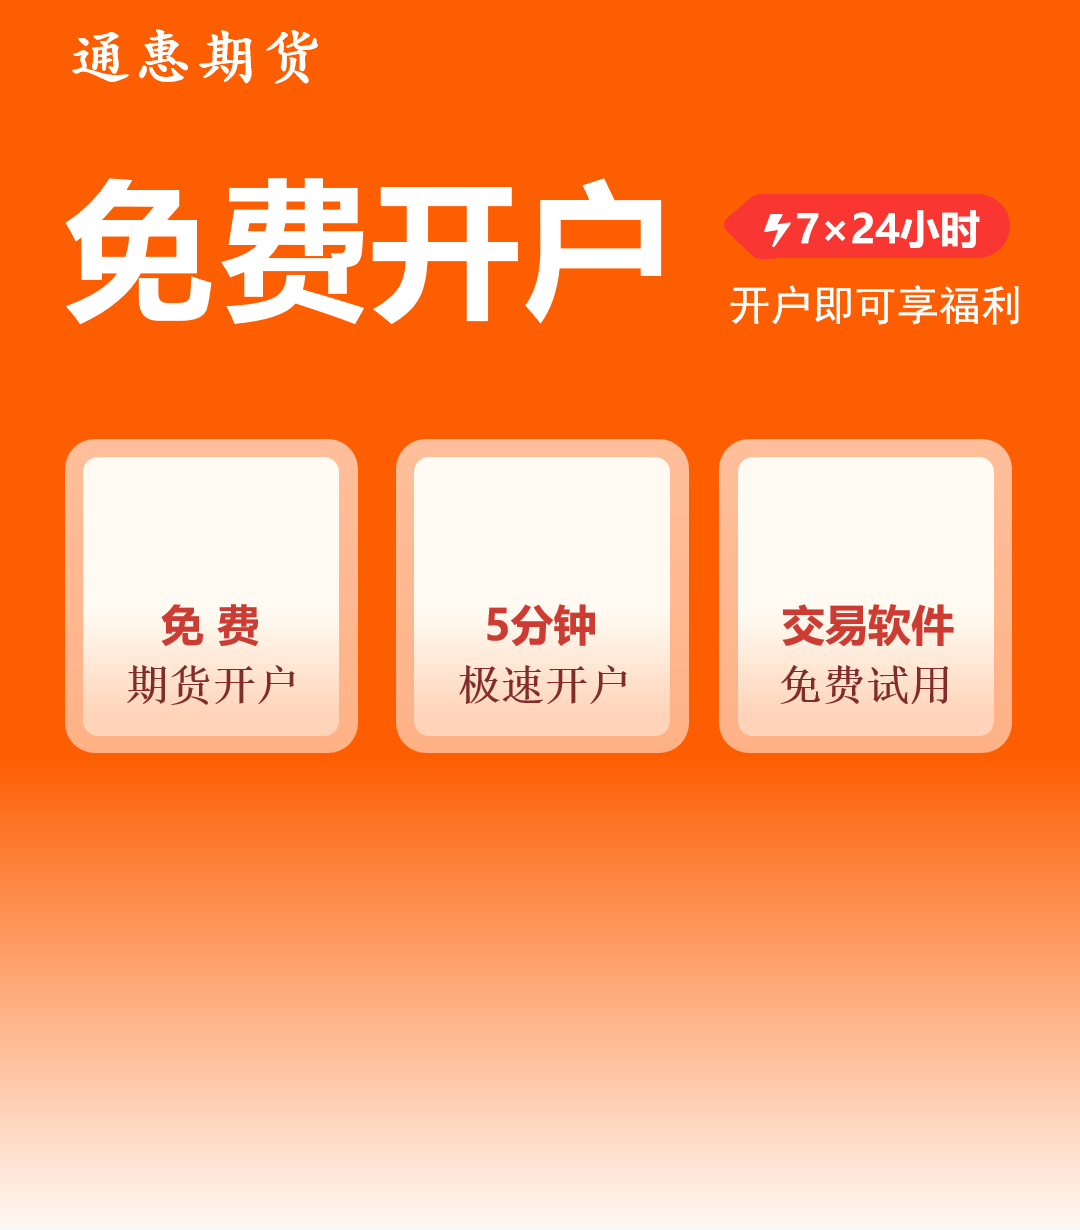 通惠期货
免费开户
7×24小时
开户即可享福利
免 费
期货开户
5分钟
极速开户
交易软件
免费试用